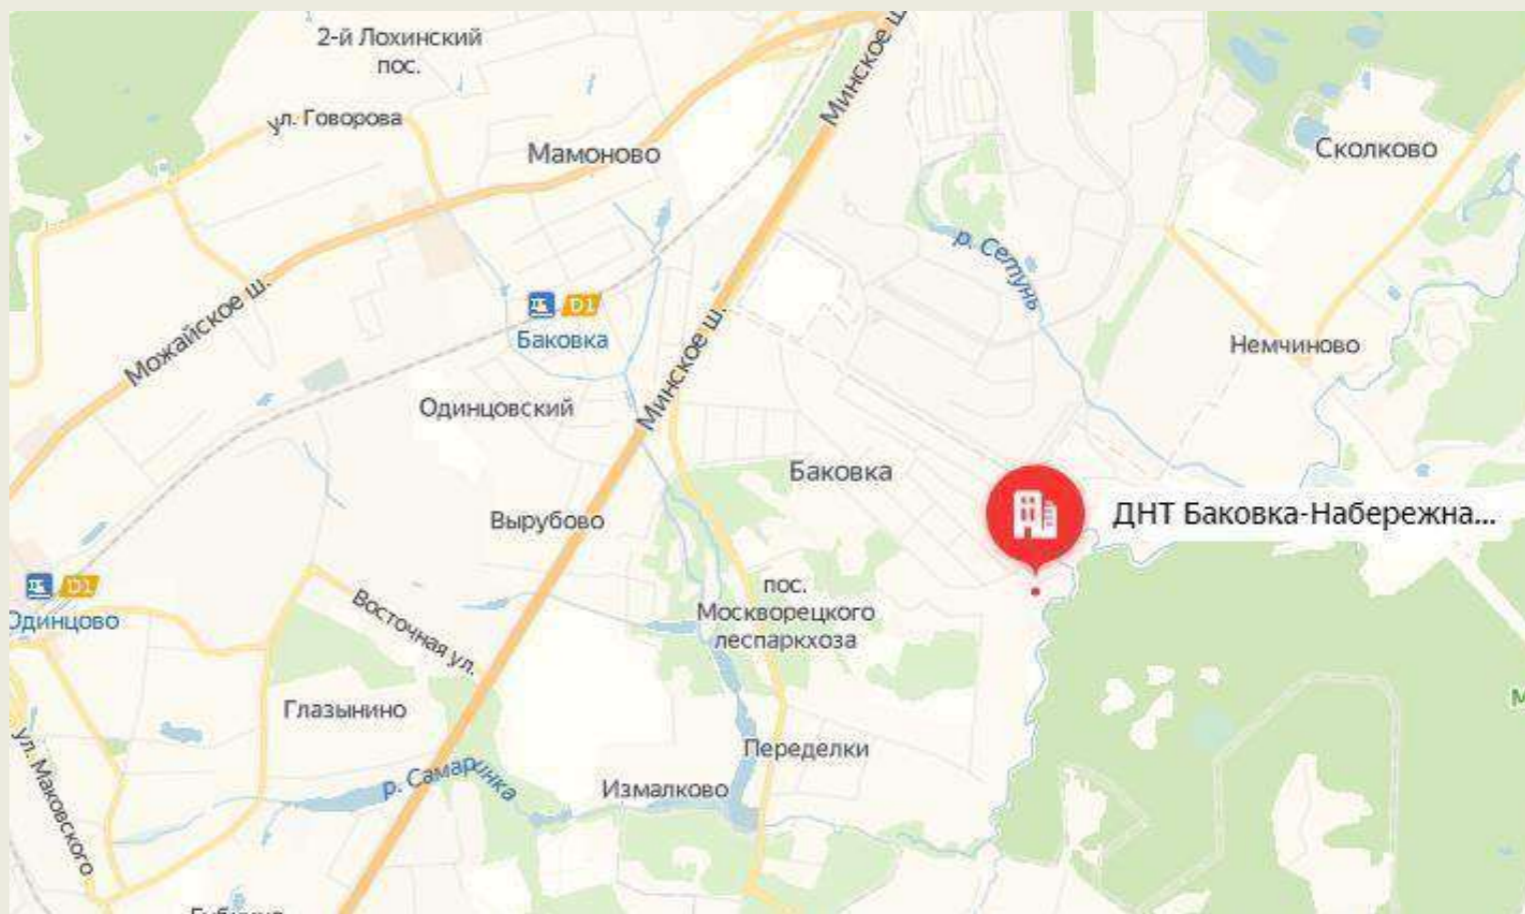 2-й Лохинский
пос.
Минское ш.
ул. Говорова
Мамоново
Сколково
р. Сетунь
D1
Баковка
Можайское ш.
Минское ш.
Немчиново
Одинцовский
Баковка
Вырубово
ДНТ Баковка-Набережна...
D1
Одинцово
Восточная ул.
пос.
Москворецкого
леспаркхоза
Глазынино
ул. Маковского
р. Самаринка
Переделки
Измалково